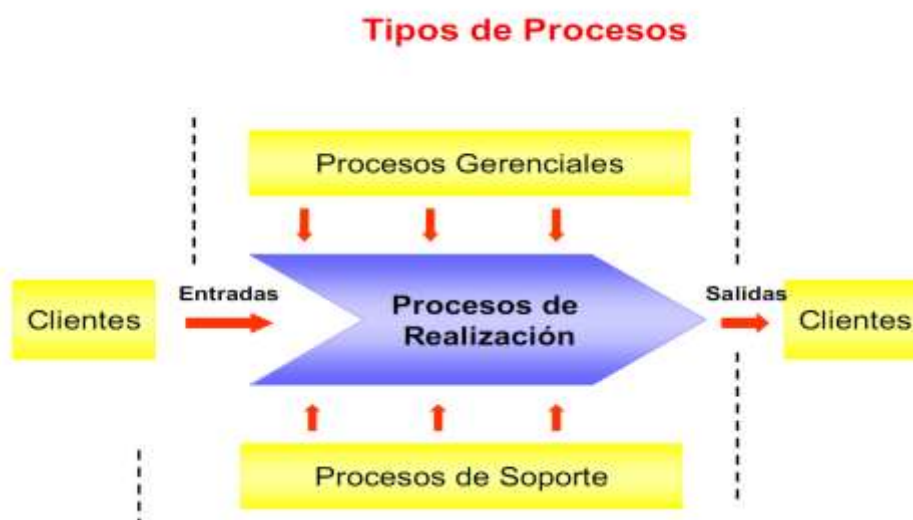 Tipos de Procesos
Procesos Gerenciales
Clientes
Entradas
Procesos de
Realización
Salidas
Clientes
Procesos de Soporte